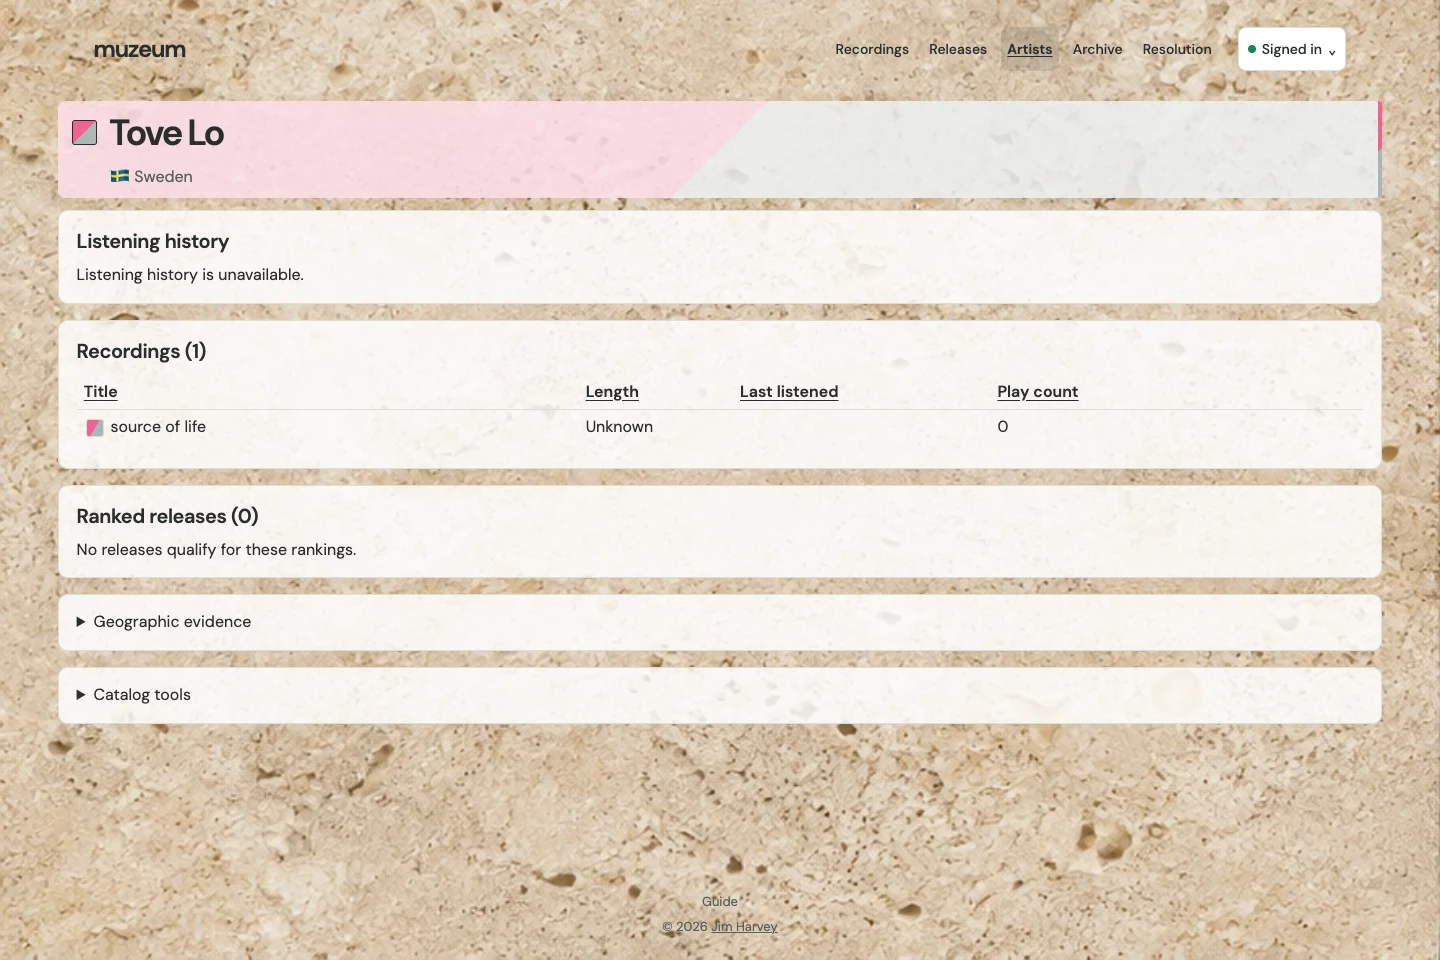 muzeum
Recordings Releases Artists Archive Resolution Signed in
Tove Lo
Sweden
Listening history
Listening history is unavailable.
Recordings (1)
Title Length Last listened Play count
source of life Unknown 0
Ranked releases (0)
No releases qualify for these rankings.
Geographic evidence
Catalog tools
Guide
© 2026 Jim Harvey